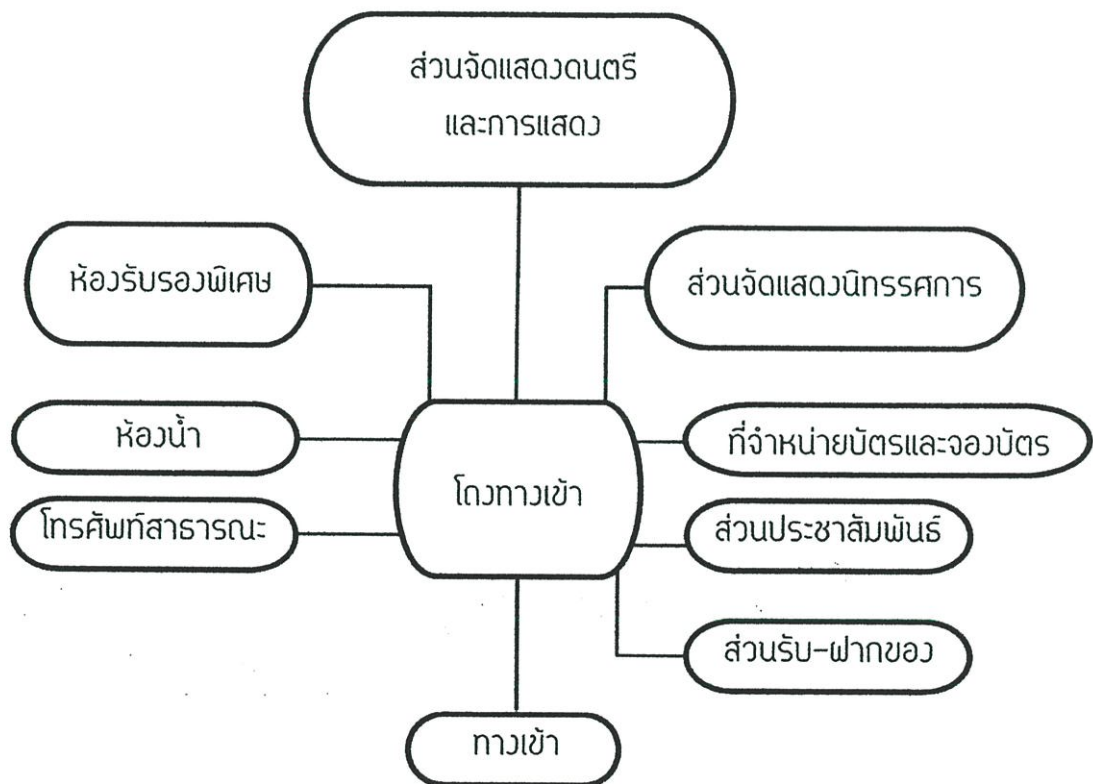 ส่วนจัดแสดงดนตรี
และการแสดง
ห้องรับรองพิเศษ
ส่วนจัดแสดงนิทรรศการ
ห้องน้ำ
ที่จำหน่ายบัตรและจองบัตร
โถงทางเข้า
โทรศัพท์สาธารณะ
ส่วนประชาสัมพันธ์
ส่วนรับ-ฝากของ
ทางเข้า